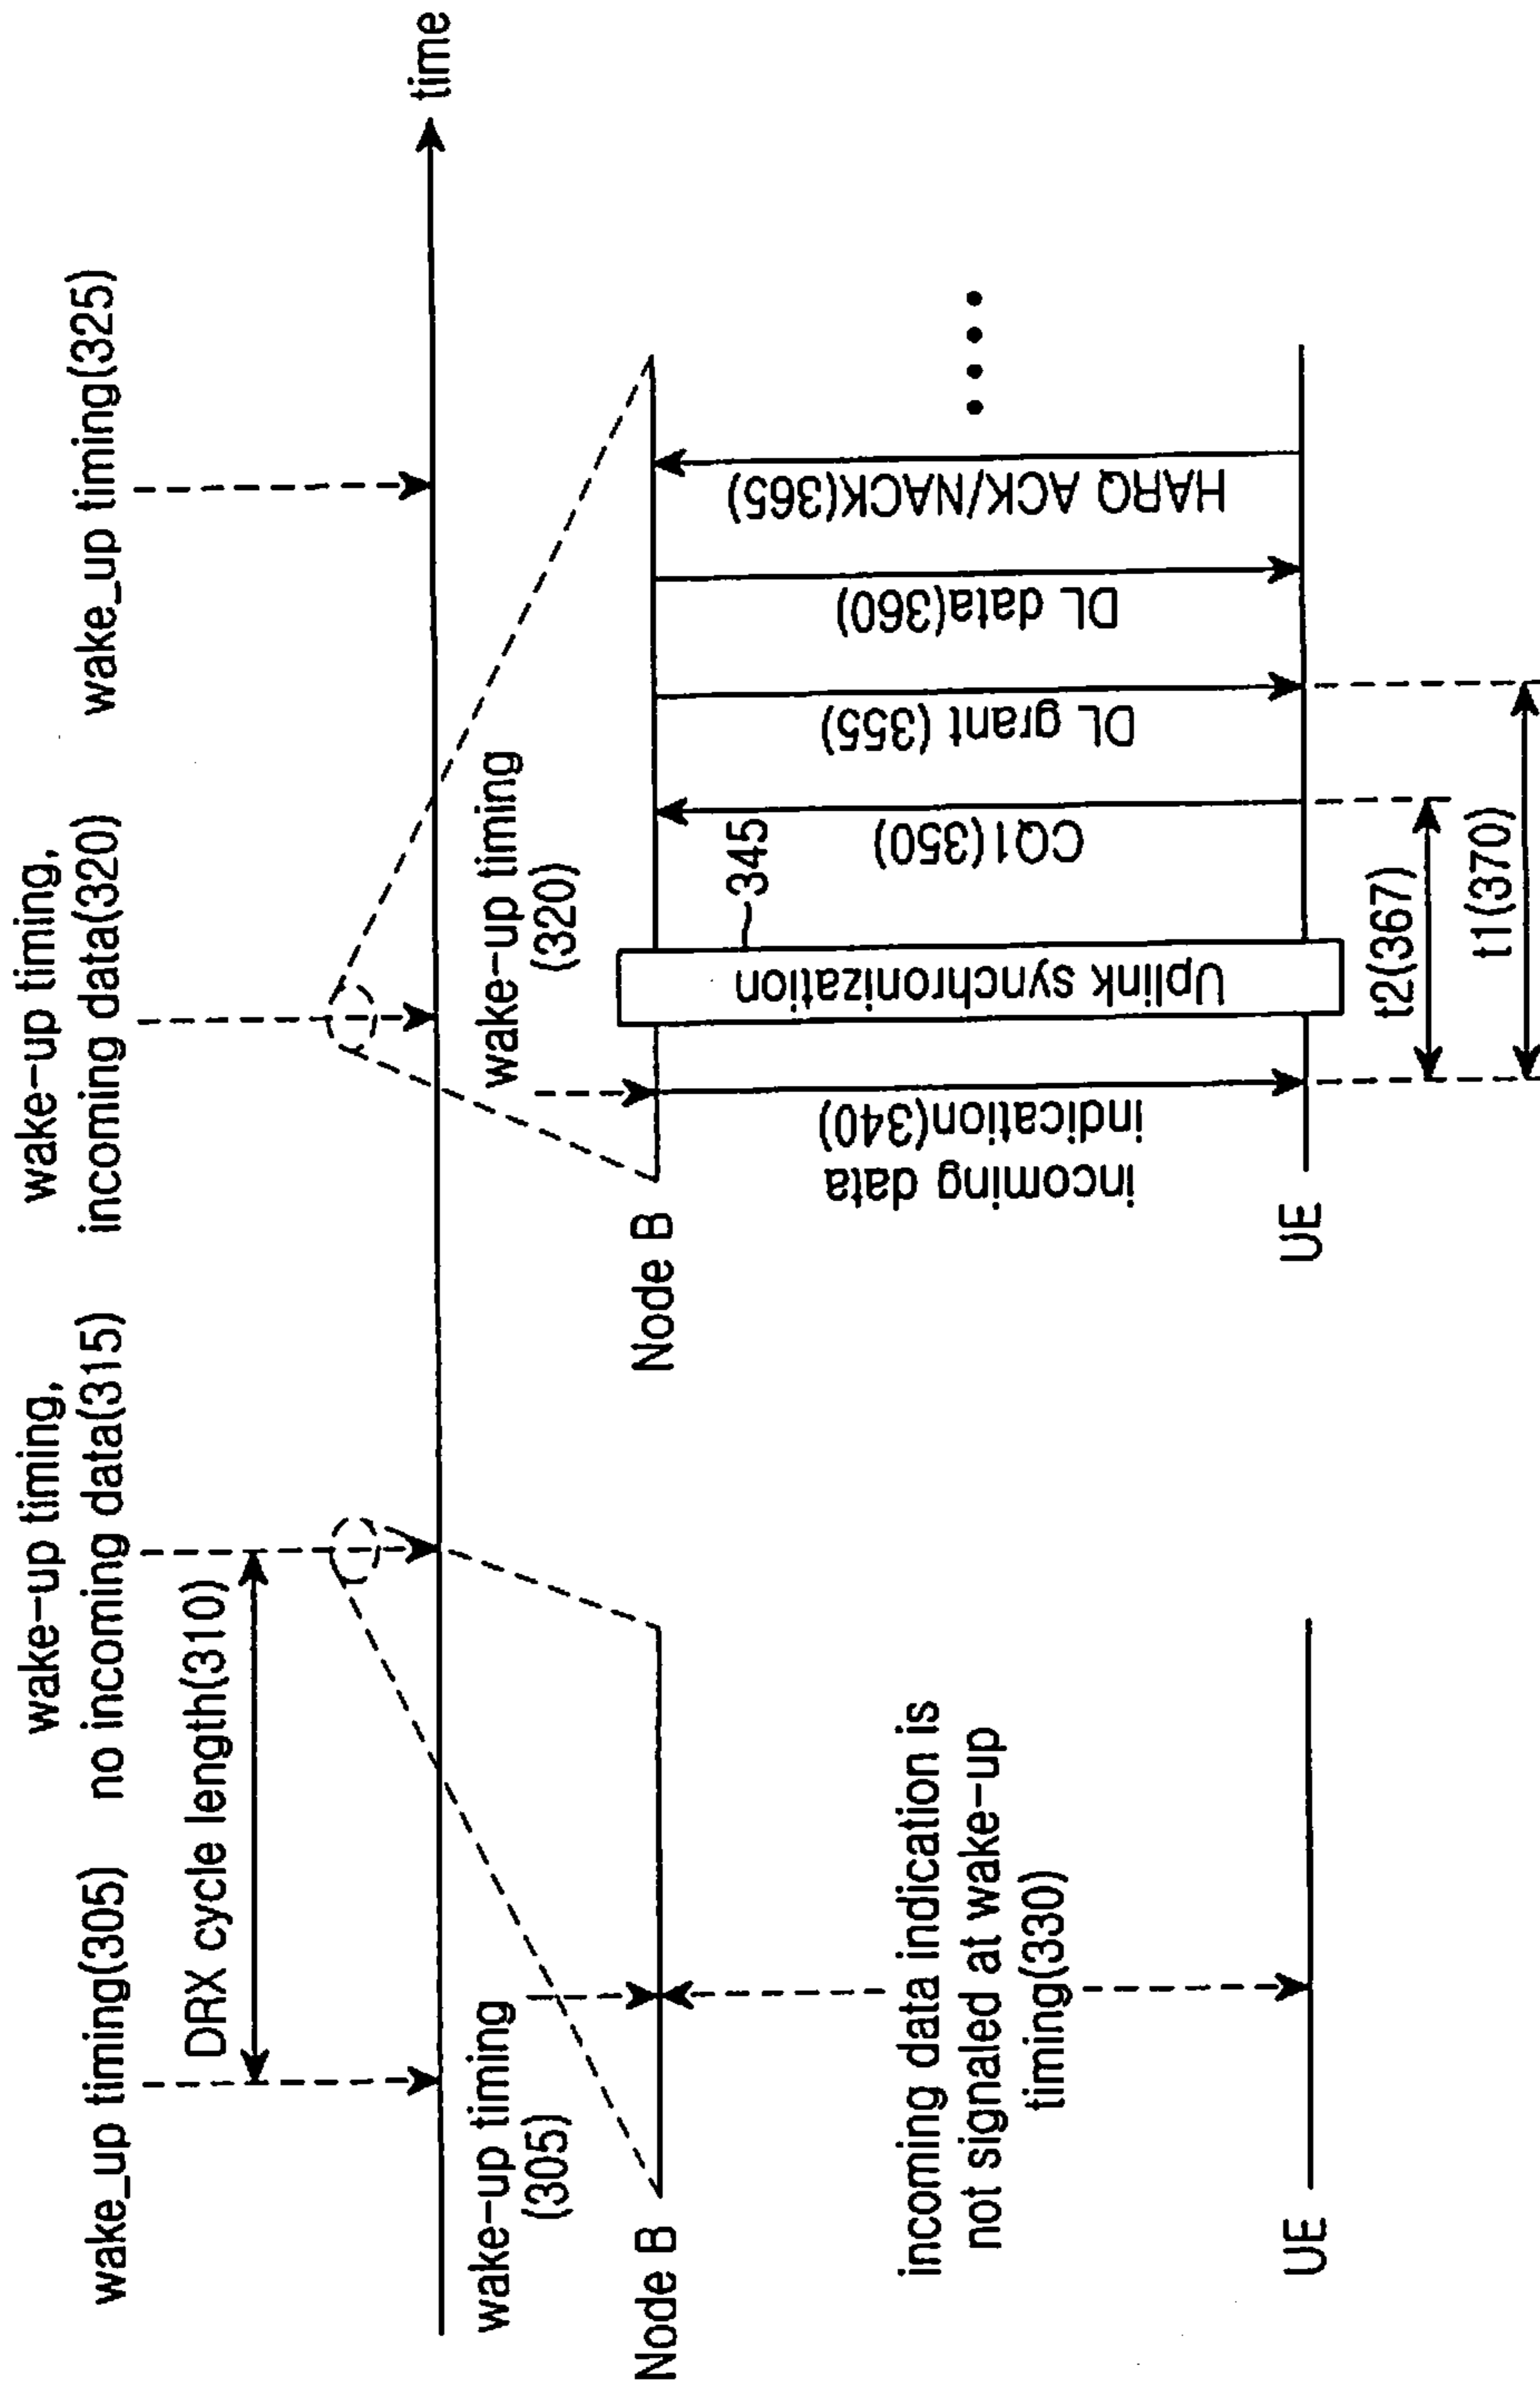 wake_up timing(305)
wake-up timing,
no incoming data(315)
wake-up timing,
incoming data(320)
wake_up timing(325)
DRX cycle length(310)
time
wake-up timing
(305)
wake-up timing
(320)
Node B
Node B
345
incoming data indication is
not signaled at wake-up
timing(330)
incoming data
indication(340)
Uplink synchronization
CQ1(350)
DL grant (355)
DL data(360)
HARQ ACK/NACK(365)
UE
UE
t2(367)
t1(370)